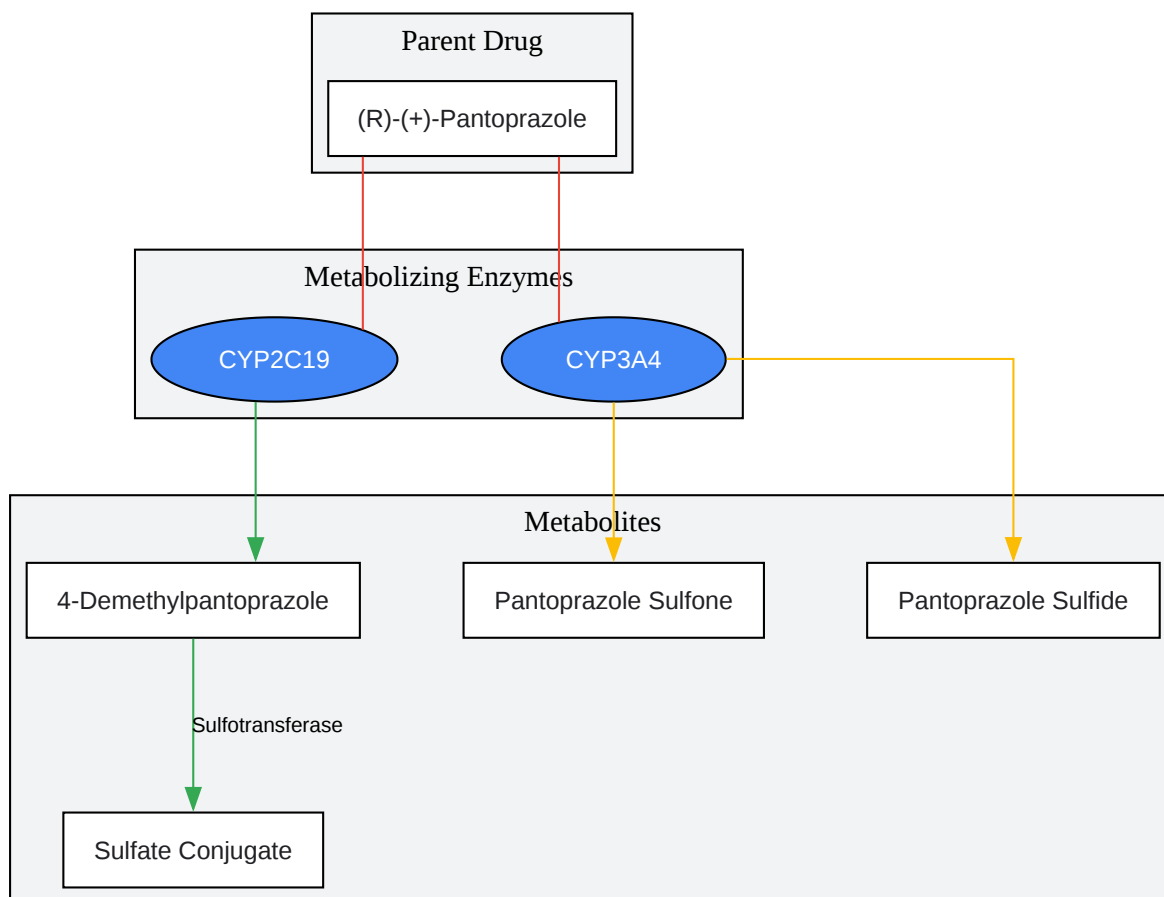 Parent Drug
(R)-(+)-Pantoprazole
Metabolizing Enzymes
CYP2C19
CYP3A4
Metabolites
4-Demethylpantoprazole
Pantoprazole Sulfone
Pantoprazole Sulfide
Sulfotransferase
Sulfate Conjugate